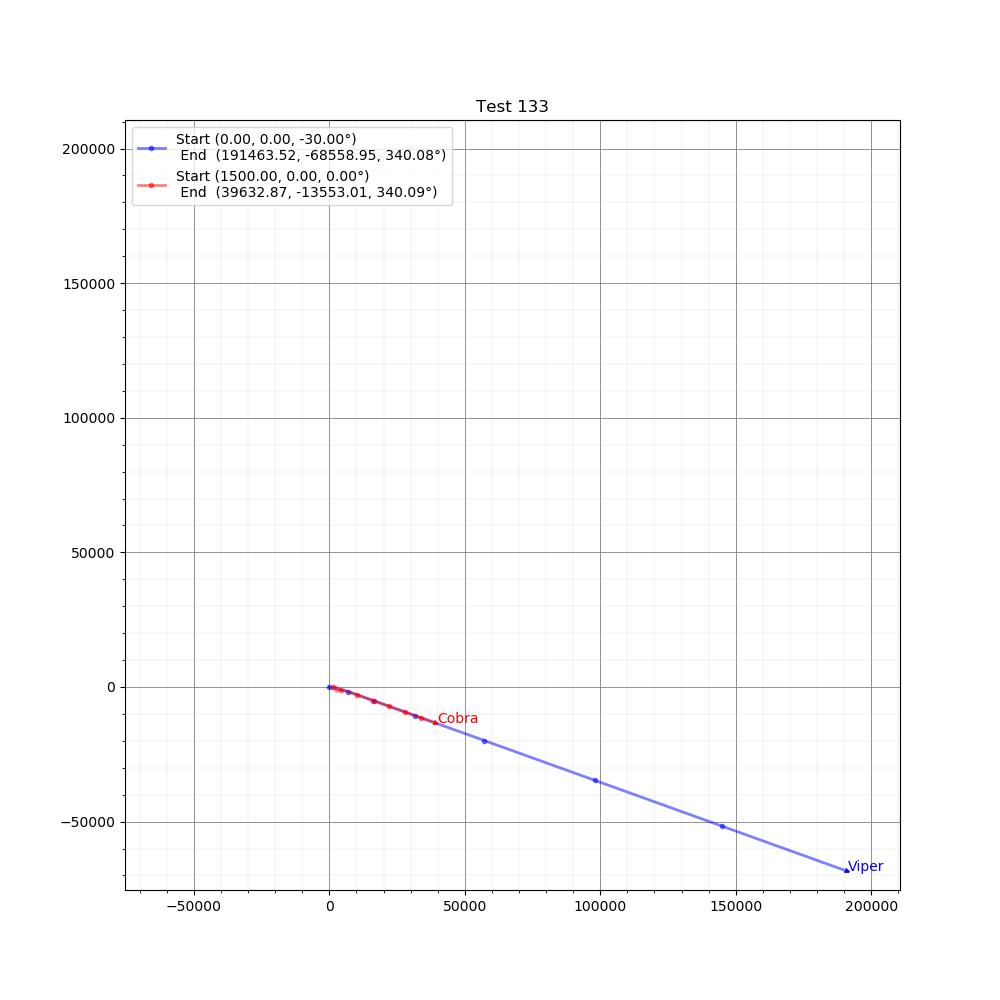 Test 133
Start (0.00, 0.00, -30.00°)
End  (191463.52, -68558.95, 340.08°)
Start (1500.00, 0.00, 0.00°)
End  (39632.87, -13553.01, 340.09°)
200000
150000
100000
50000
0
−50000
Cobra
Viper
−50000 0 50000 100000 150000 200000